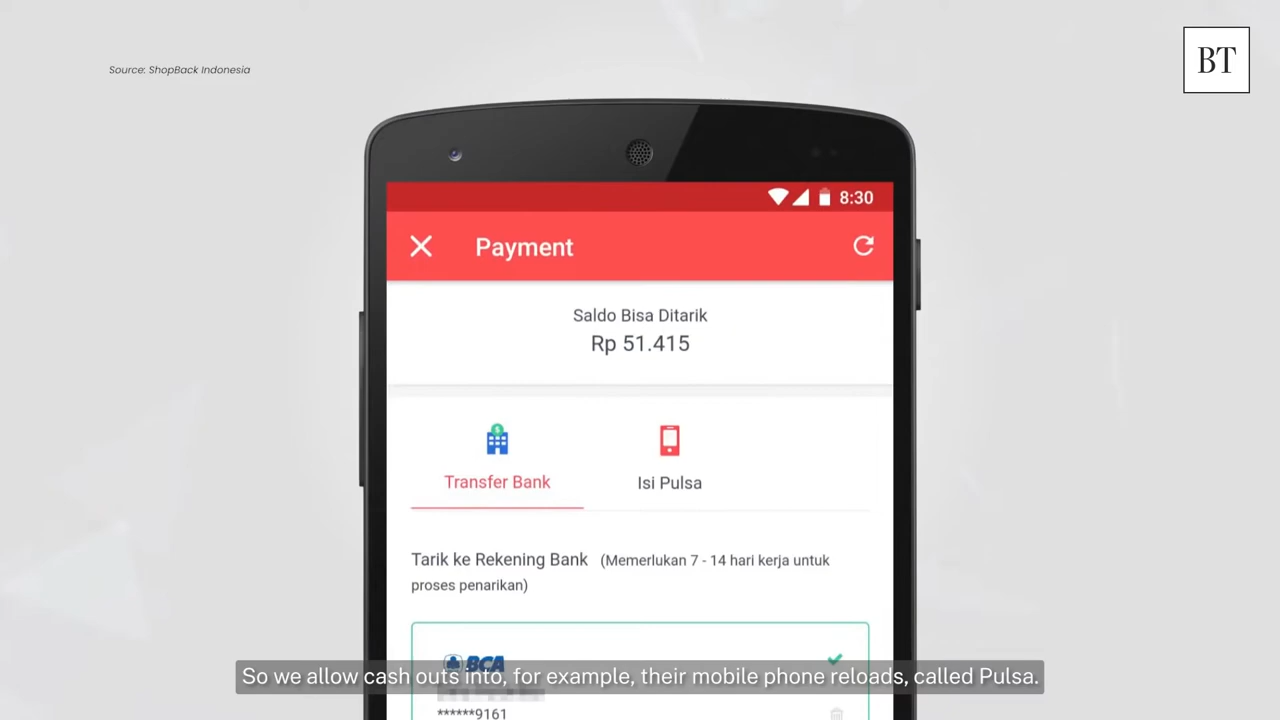 Source: ShopBack Indonesia
BT
8:30
Payment
Saldo Bisa Ditarik
Rp 51.415
Transfer Bank
Isi Pulsa
Tarik ke Rekening Bank (Memerlukan 7 - 14 hari kerja untuk
proses penarikan)
BCA
So we allow cash outs into, for example, their mobile phone reloads, called Pulsa.
******9161